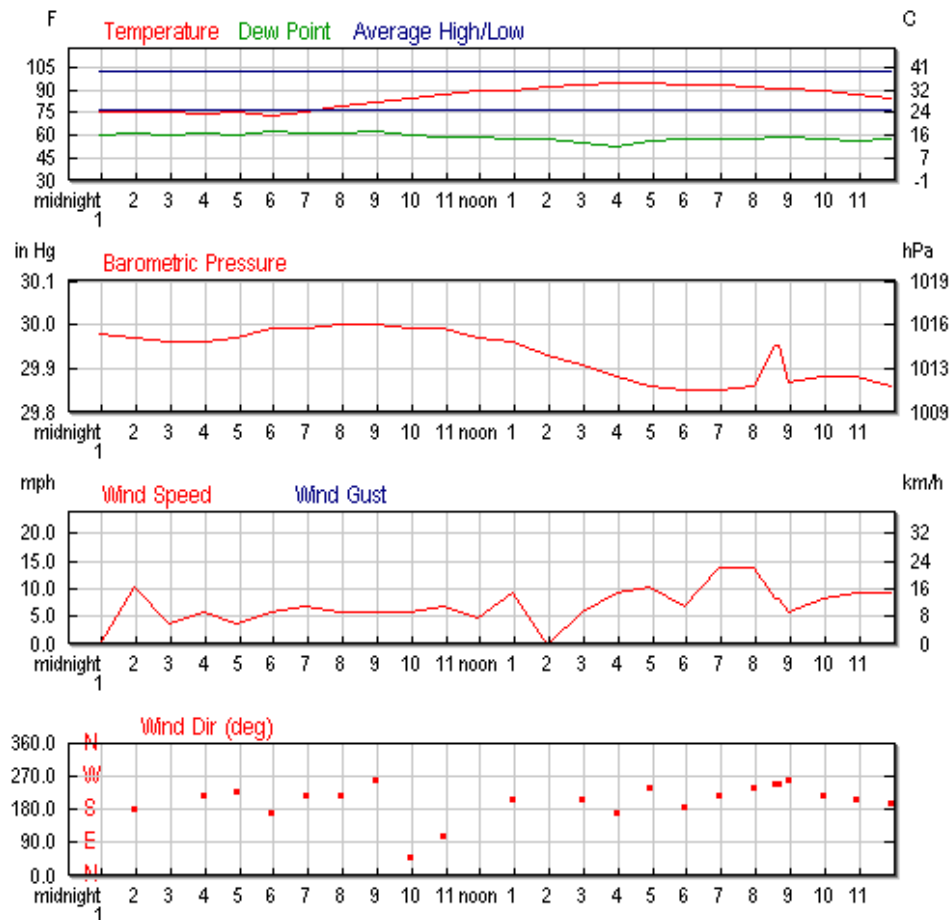 F C
Temperature Dew Point Average High/Low
105 41
90 32
75 24
60 16
45 7
30 -1
midnight 2 3 4 5 6 7 8 9 10 11 noon 1 2 3 4 5 6 7 8 9 10 11
1
in Hg hPa
Barometric Pressure
30.1 1019
30.0 1016
29.9 1013
29.8 1009
midnight 2 3 4 5 6 7 8 9 10 11 noon 1 2 3 4 5 6 7 8 9 10 11
1
mph km/h
Wind Speed Wind Gust
20.0 32
15.0 24
10.0 16
5.0 8
0.0 0
midnight 2 3 4 5 6 7 8 9 10 11 noon 1 2 3 4 5 6 7 8 9 10 11
1
Wind Dir (deg)
360.0 N
270.0 W
180.0 S
90.0 E
0.0 N
midnight 2 3 4 5 6 7 8 9 10 11 noon 1 2 3 4 5 6 7 8 9 10 11
1